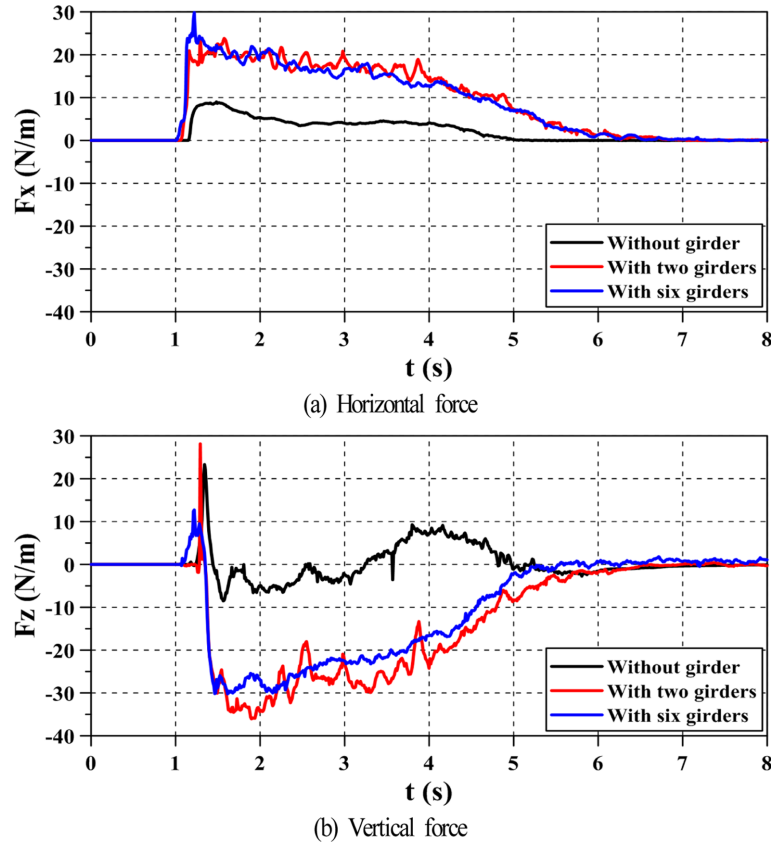 30
20
10
0
-10
-20
-30
-40
Fx (N/m)
Without girder
With two girders
With six girders
0 1 2 3 4 5 6 7 8
t (s)
(a) Horizontal force
30
20
10
0
-10
-20
-30
-40
Fz (N/m)
Without girder
With two girders
With six girders
0 1 2 3 4 5 6 7 8
t (s)
(b) Vertical force